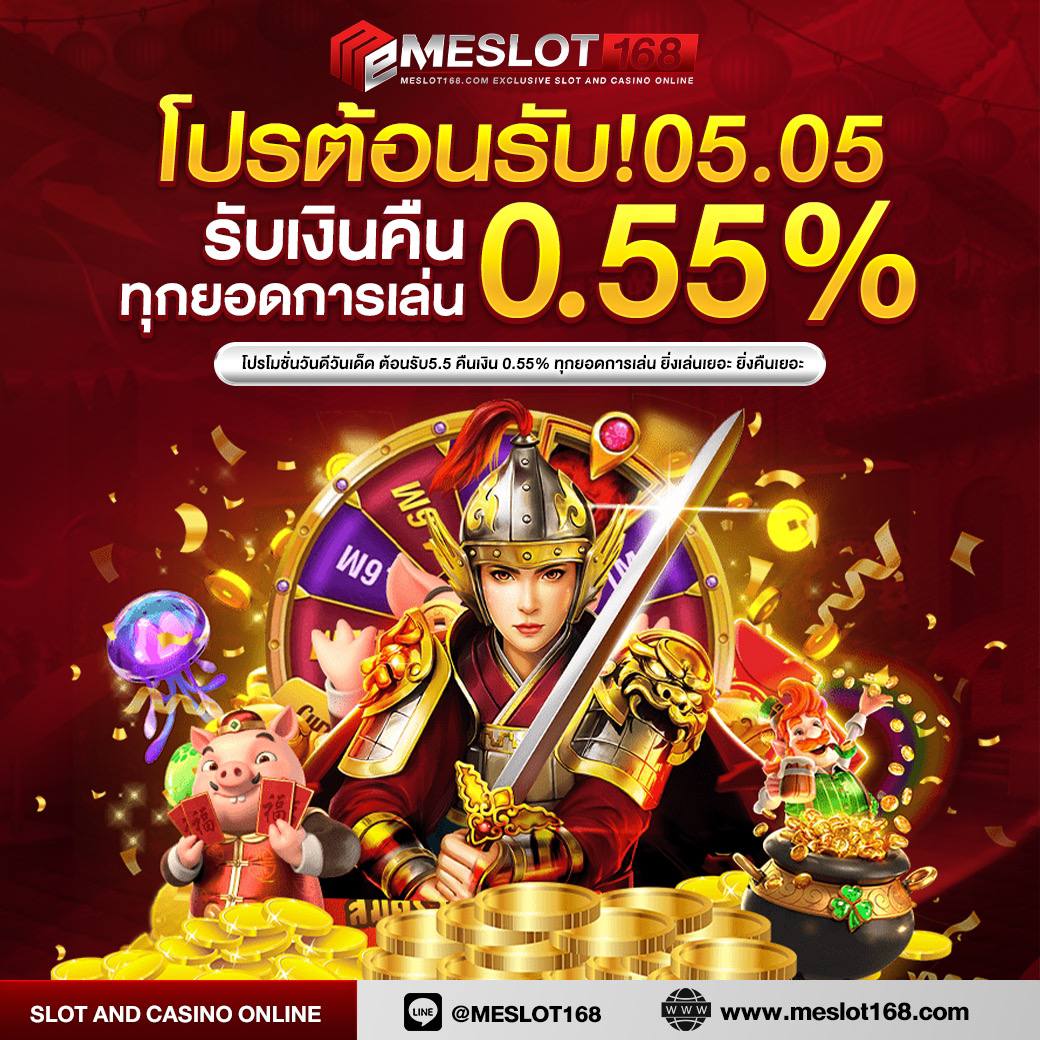 MESLOT 168
MESLOT168.COM EXCLUSIVE SLOT AND CASINO ONLINE
โปรต้อนรับ!05.05
รับเงินคืน
ทุกยอดการเล่น 0.55%
โปรโมชั่นวันดีวันเด็ด ต้อนรับ5.5 คืนเงิน 0.55% ทุกยอดการเล่น ยิ่งเล่นเยอะ ยิ่งคืนเยอะ
SLOT AND CASINO ONLINE
LINE @MESLOT168
WWW www.meslot168.com